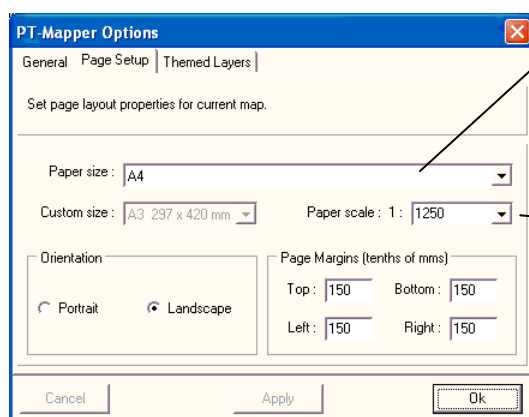 PT-Mapper Options
General Page Setup Themed Layers
Set page layout properties for current map.
Paper size : A4
Custom size : A3 297 x 420 mm Paper scale : 1 : 1250
Orientation Page Margins (tenths of mms)
Top : 150 Bottom : 150
Portrait Landscape
Left : 150 Right : 150
Cancel Apply Ok